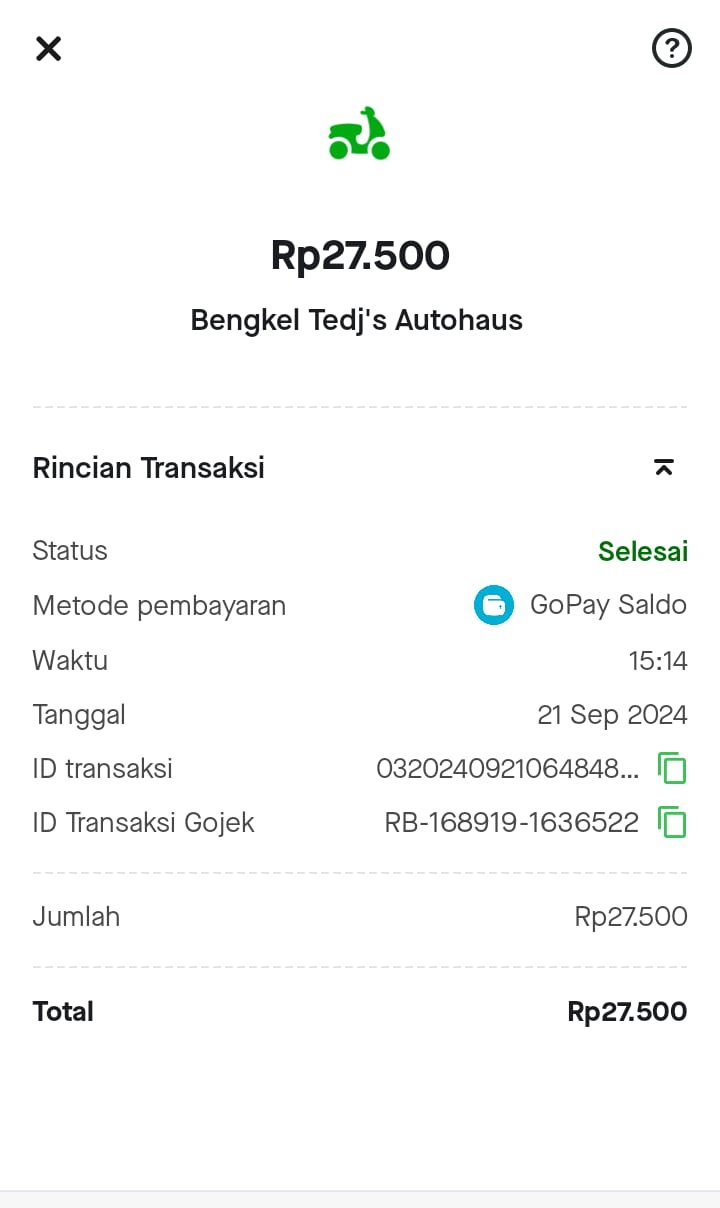 ?
Rp27.500
Bengkel Tedj's Autohaus
Rincian Transaksi
Status Selesai
Metode pembayaran GoPay Saldo
Waktu 15:14
Tanggal 21 Sep 2024
ID transaksi 0320240921064848...
ID Transaksi Gojek RB-168919-1636522
Jumlah Rp27.500
Total Rp27.500